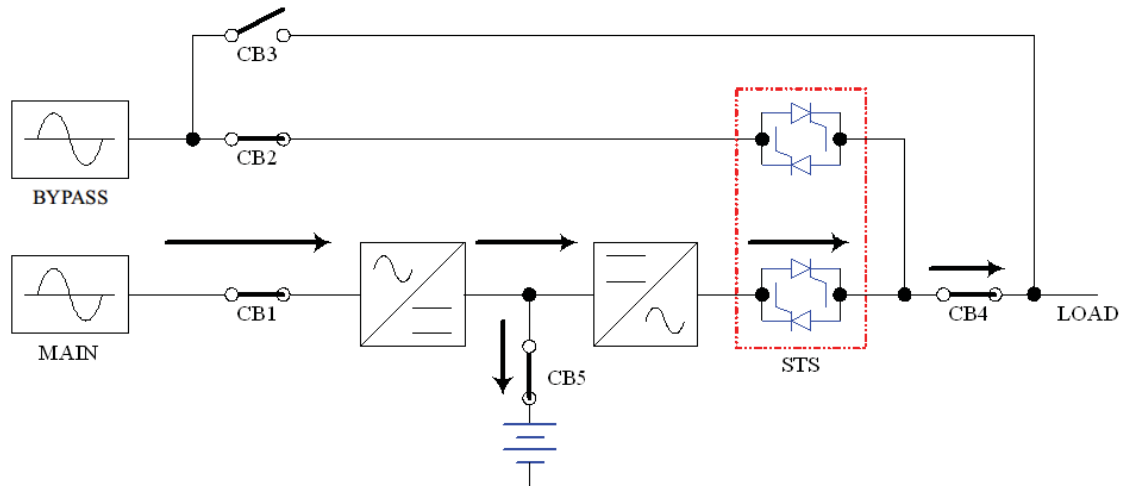 CB3
CB2
BYPASS
CB1
MAIN
CB5
STS
CB4
LOAD